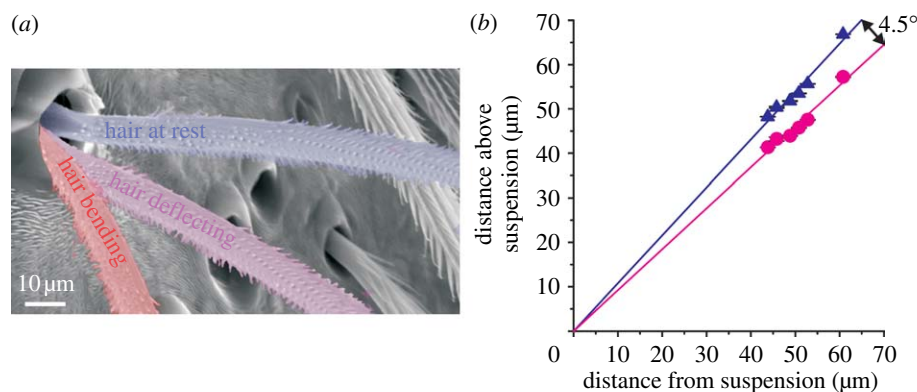 (a)
hair at rest
hair deflecting
hair bending
10 µm
(b)
70
60
50
40
30
20
10
0
10 20 30 40 50 60 70
4.5°
distance above
suspension (µm)
distance from suspension (µm)